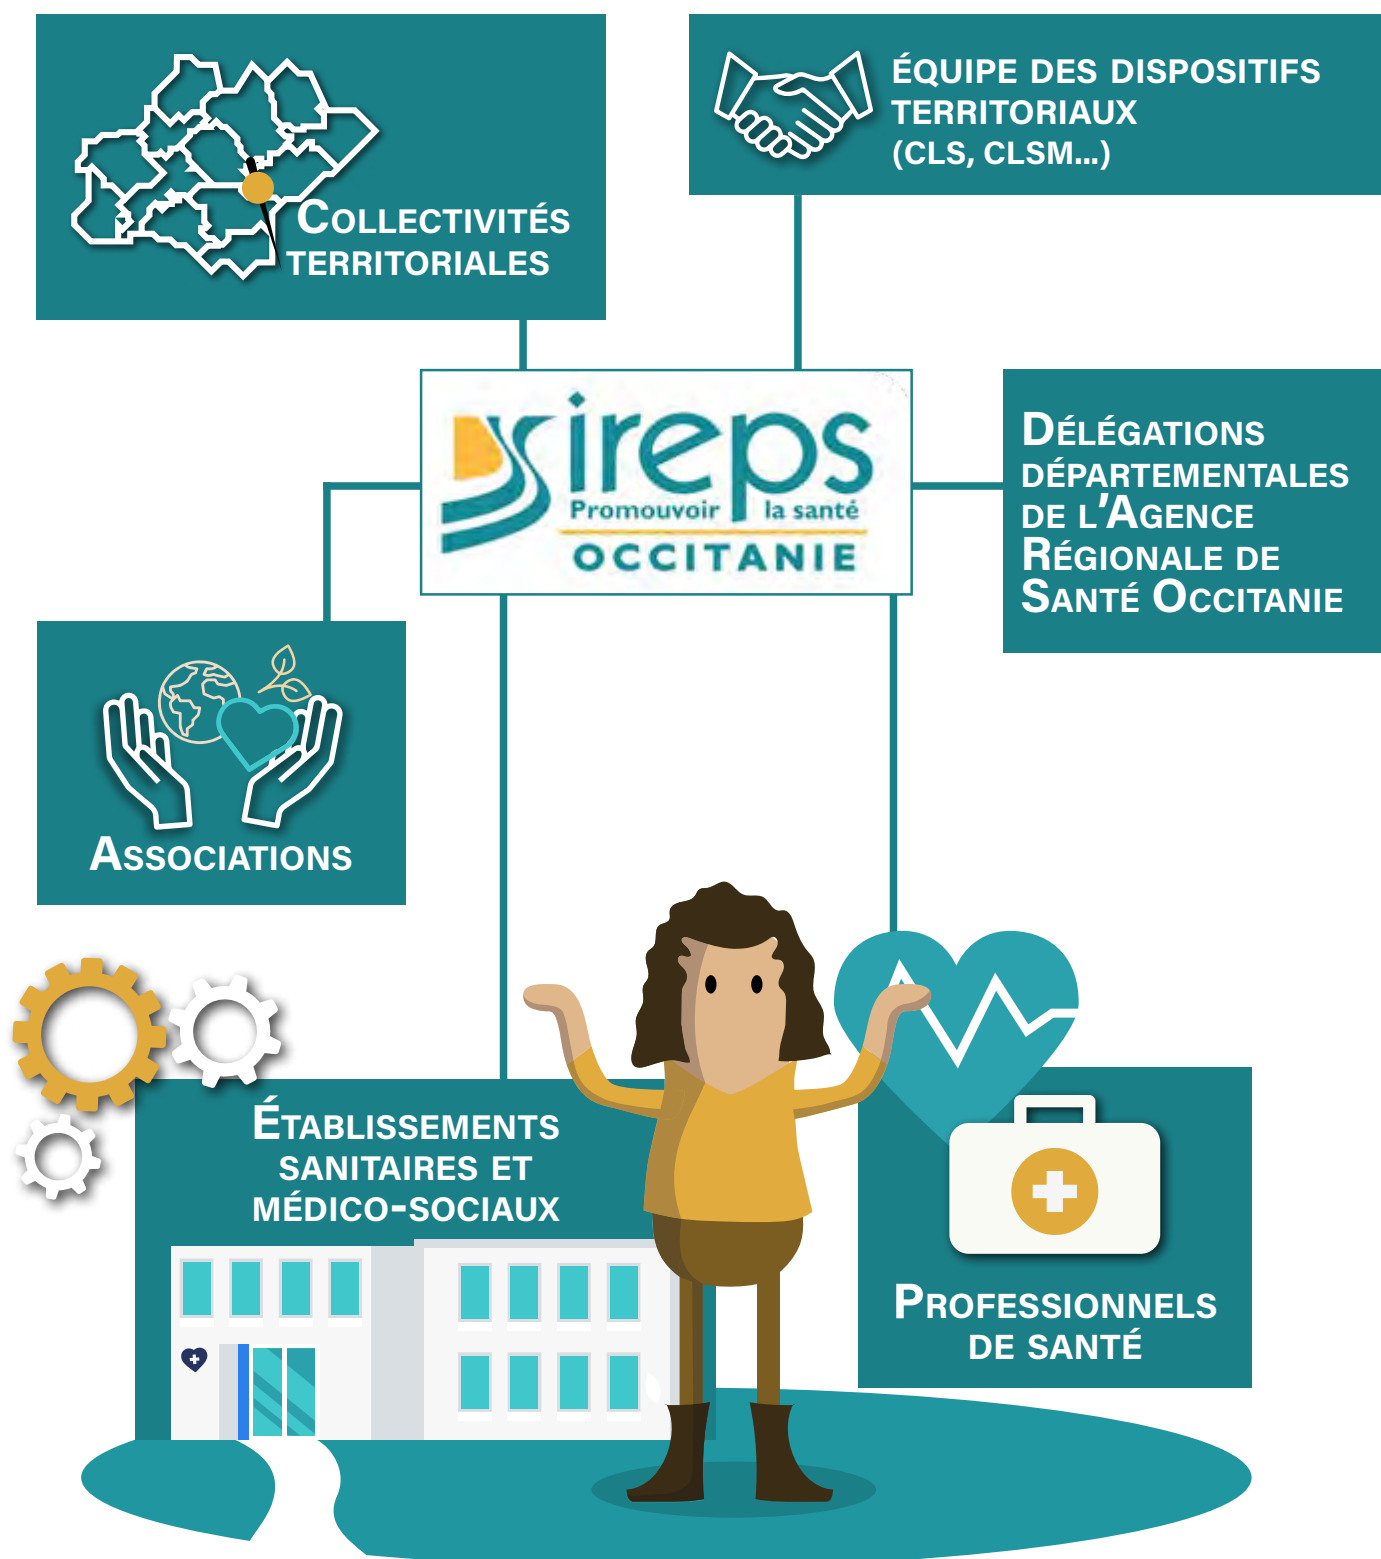 COLLECTIVITÉS
TERRITORIALES
ÉQUIPE DES DISPOSITIFS
TERRITORIAUX
(CLS, CLSM...)
ireps
Promouvoir la santé
OCCITANIE
DÉLÉGATIONS
DÉPARTEMENTALES
DE L'AGENCE
RÉGIONALE DE
SANTÉ OCCITANIE
ASSOCIATIONS
ÉTABLISSEMENTS
SANITAIRES ET
MÉDICO-SOCIAUX
PROFESSIONNELS
DE SANTÉ